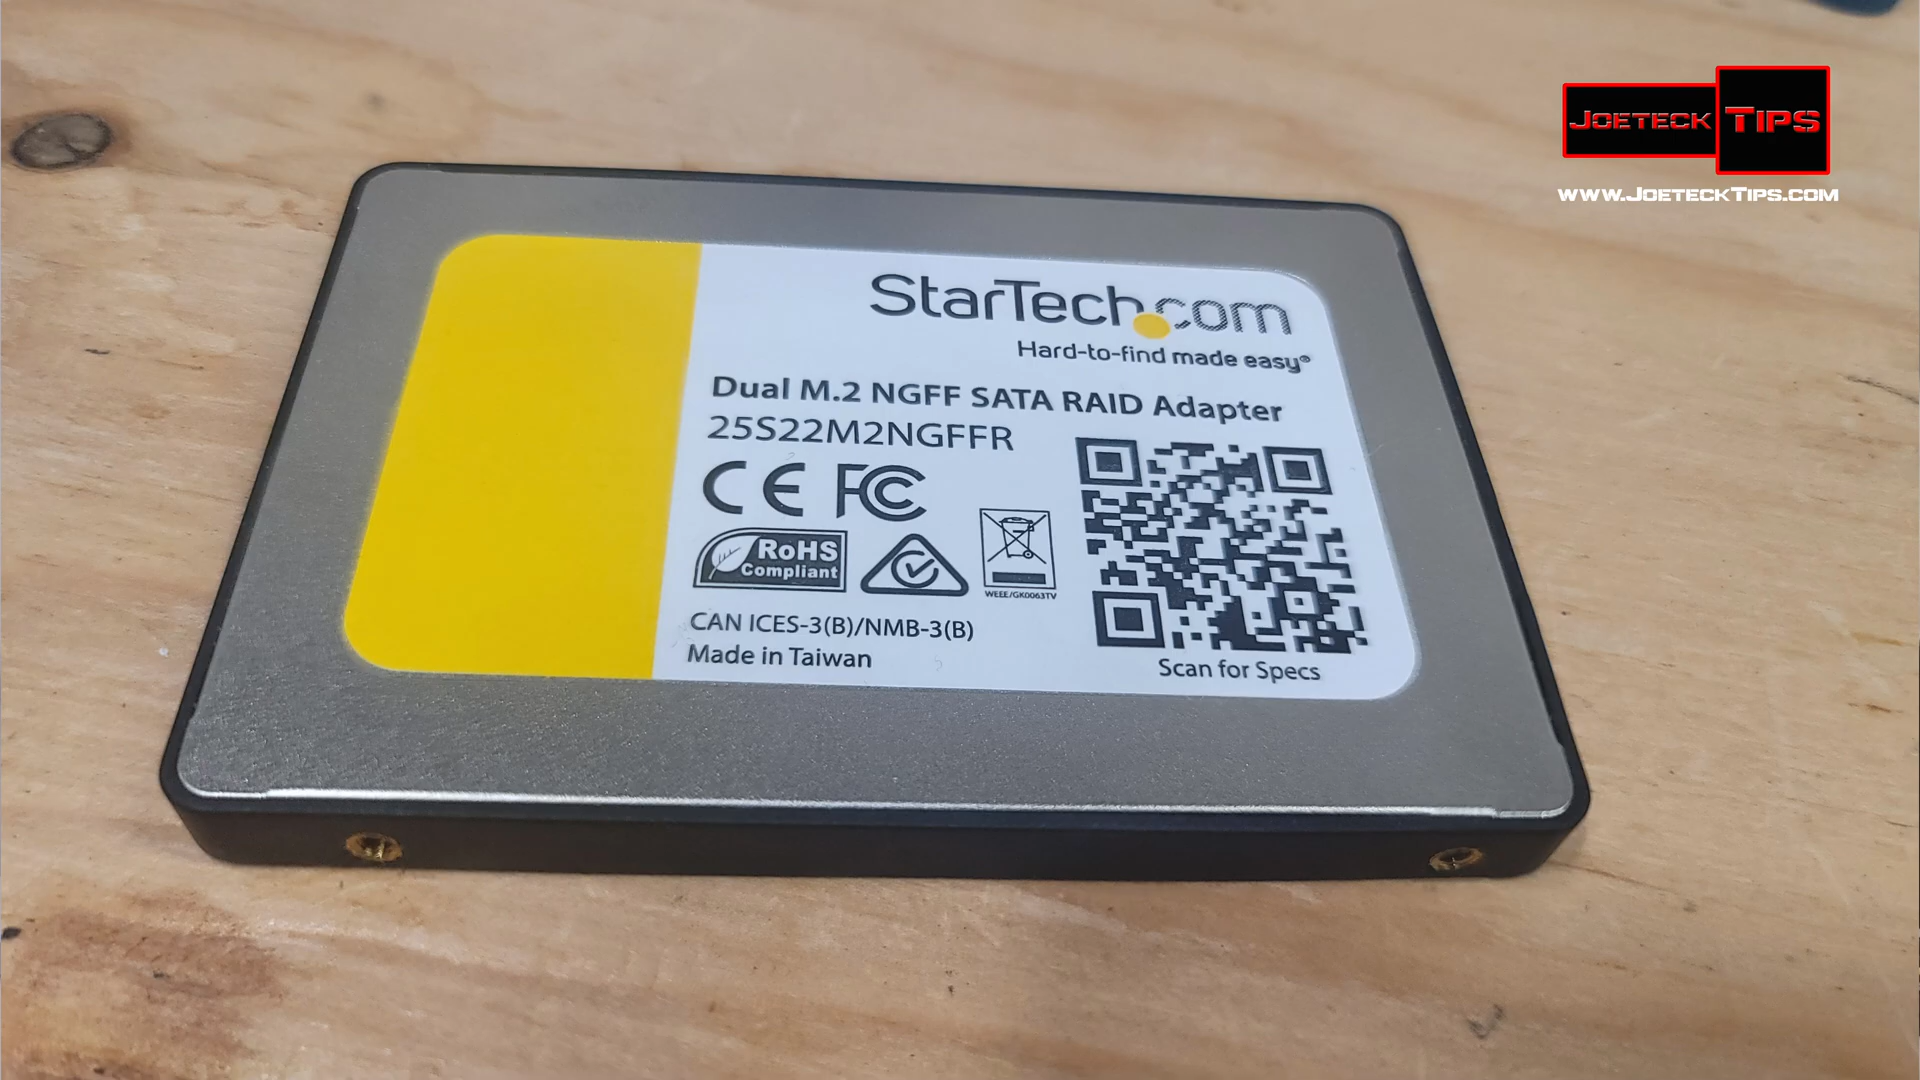 JOETECK TIPS
WWW.JOETECKTIPS.COM
StarTech.com
Hard-to-find made easy®
Dual M.2 NGFF SATA RAID Adapter
25S22M2NGFFR
CE FC
RoHS
Compliant
WEEE/GK0063TV
CAN ICES-3(B)/NMB-3(B)
Made in Taiwan
Scan for Specs